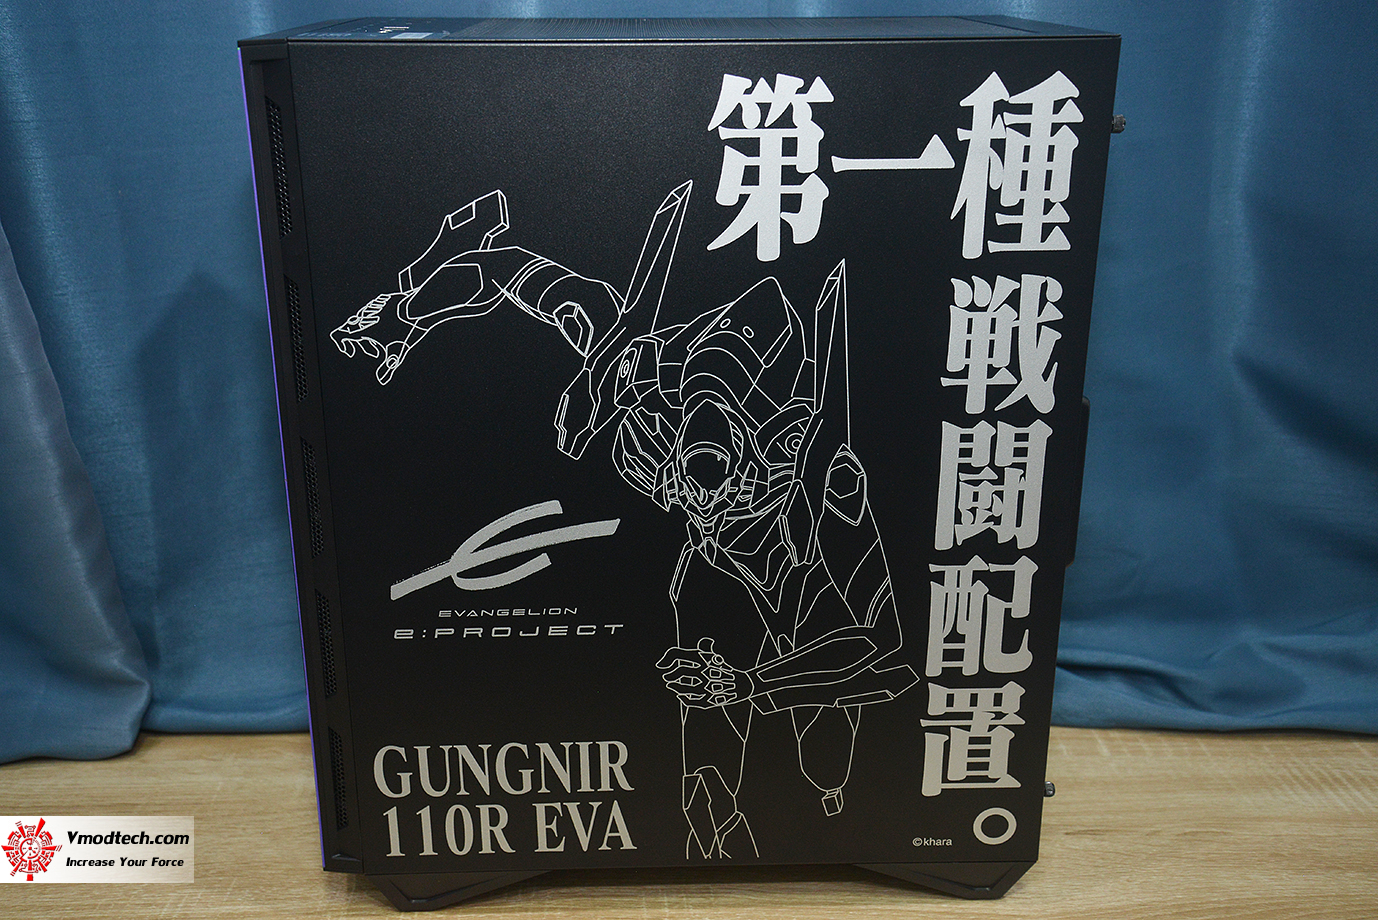 第一種
戦闘配置。
EVANGELION
e:PROJECT
GUNGNIR
110R EVA
©khara
Vmodtech.com
Increase Your Force